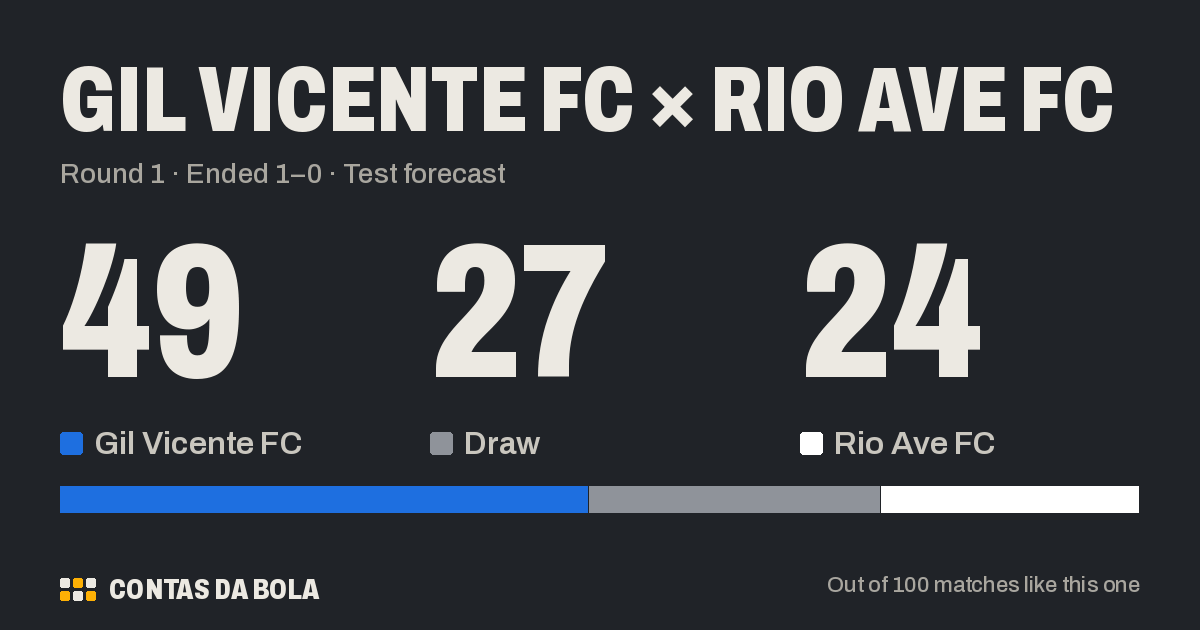 GIL VICENTE FC × RIO AVE FC
Round 1 · Ended 1–0 · Test forecast
49 27 24
Gil Vicente FC Draw Rio Ave FC
CONTAS DA BOLA
Out of 100 matches like this one